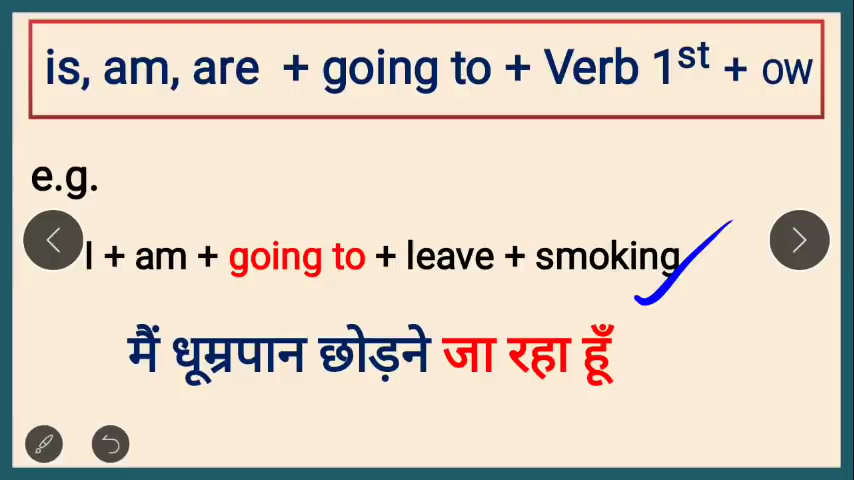 is, am, are + going to + Verb 1st + ow
e.g.
I + am + going to + leave + smoking
मैं धूम्रपान छोड़ने जा रहा हूँ